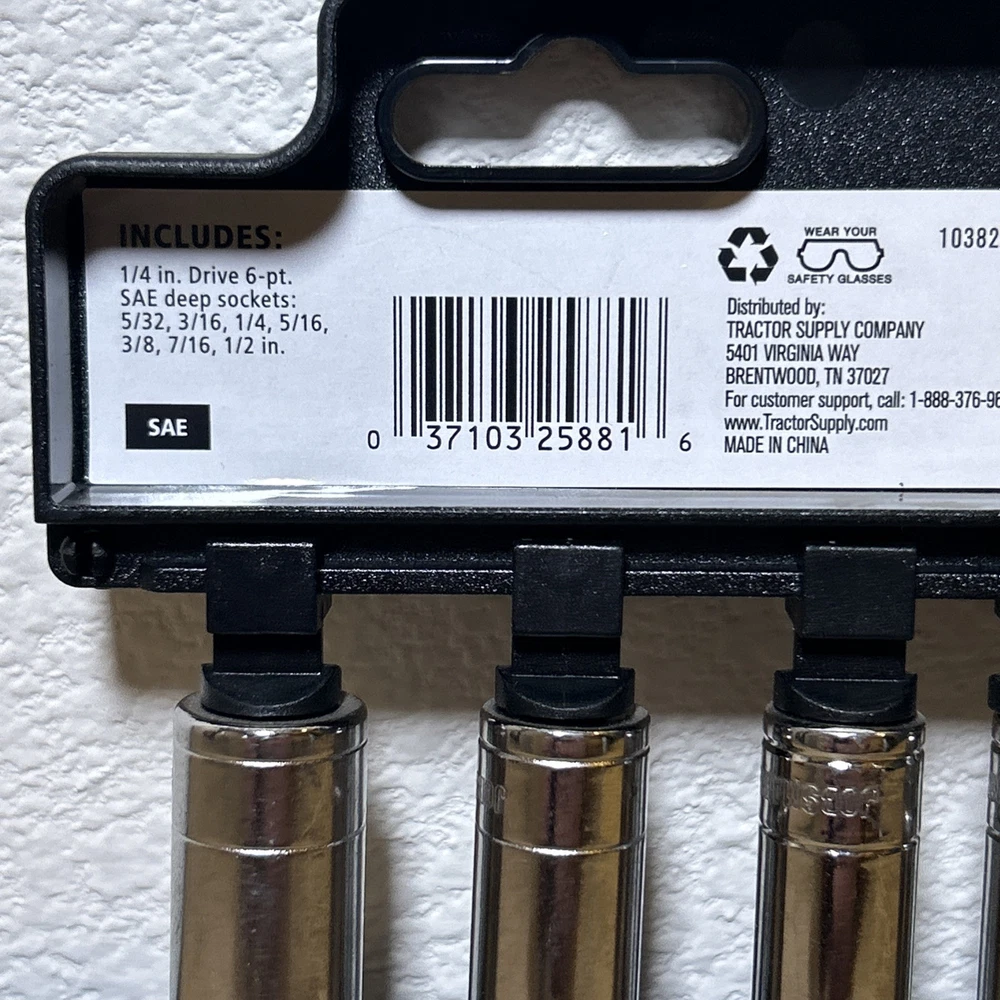 INCLUDES:
1/4 in. Drive 6-pt.
SAE deep sockets:
5/32, 3/16, 1/4, 5/16,
3/8, 7/16, 1/2 in.
SAE
0 37103 25881 6
WEAR YOUR
SAFETY GLASSES
10382
Distributed by:
TRACTOR SUPPLY COMPANY
5401 VIRGINIA WAY
BRENTWOOD, TN 37027
For customer support, call: 1-888-376-96
www.TractorSupply.com
MADE IN CHINA